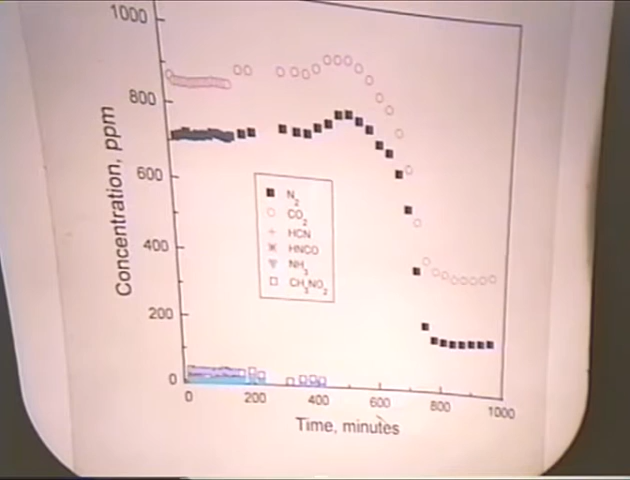 1000
800
600
400
200
0
Concentration, ppm
N2
CO2
HCN
HNCO
NH3
CH3NO2
0 200 400 600 800 1000
Time, minutes